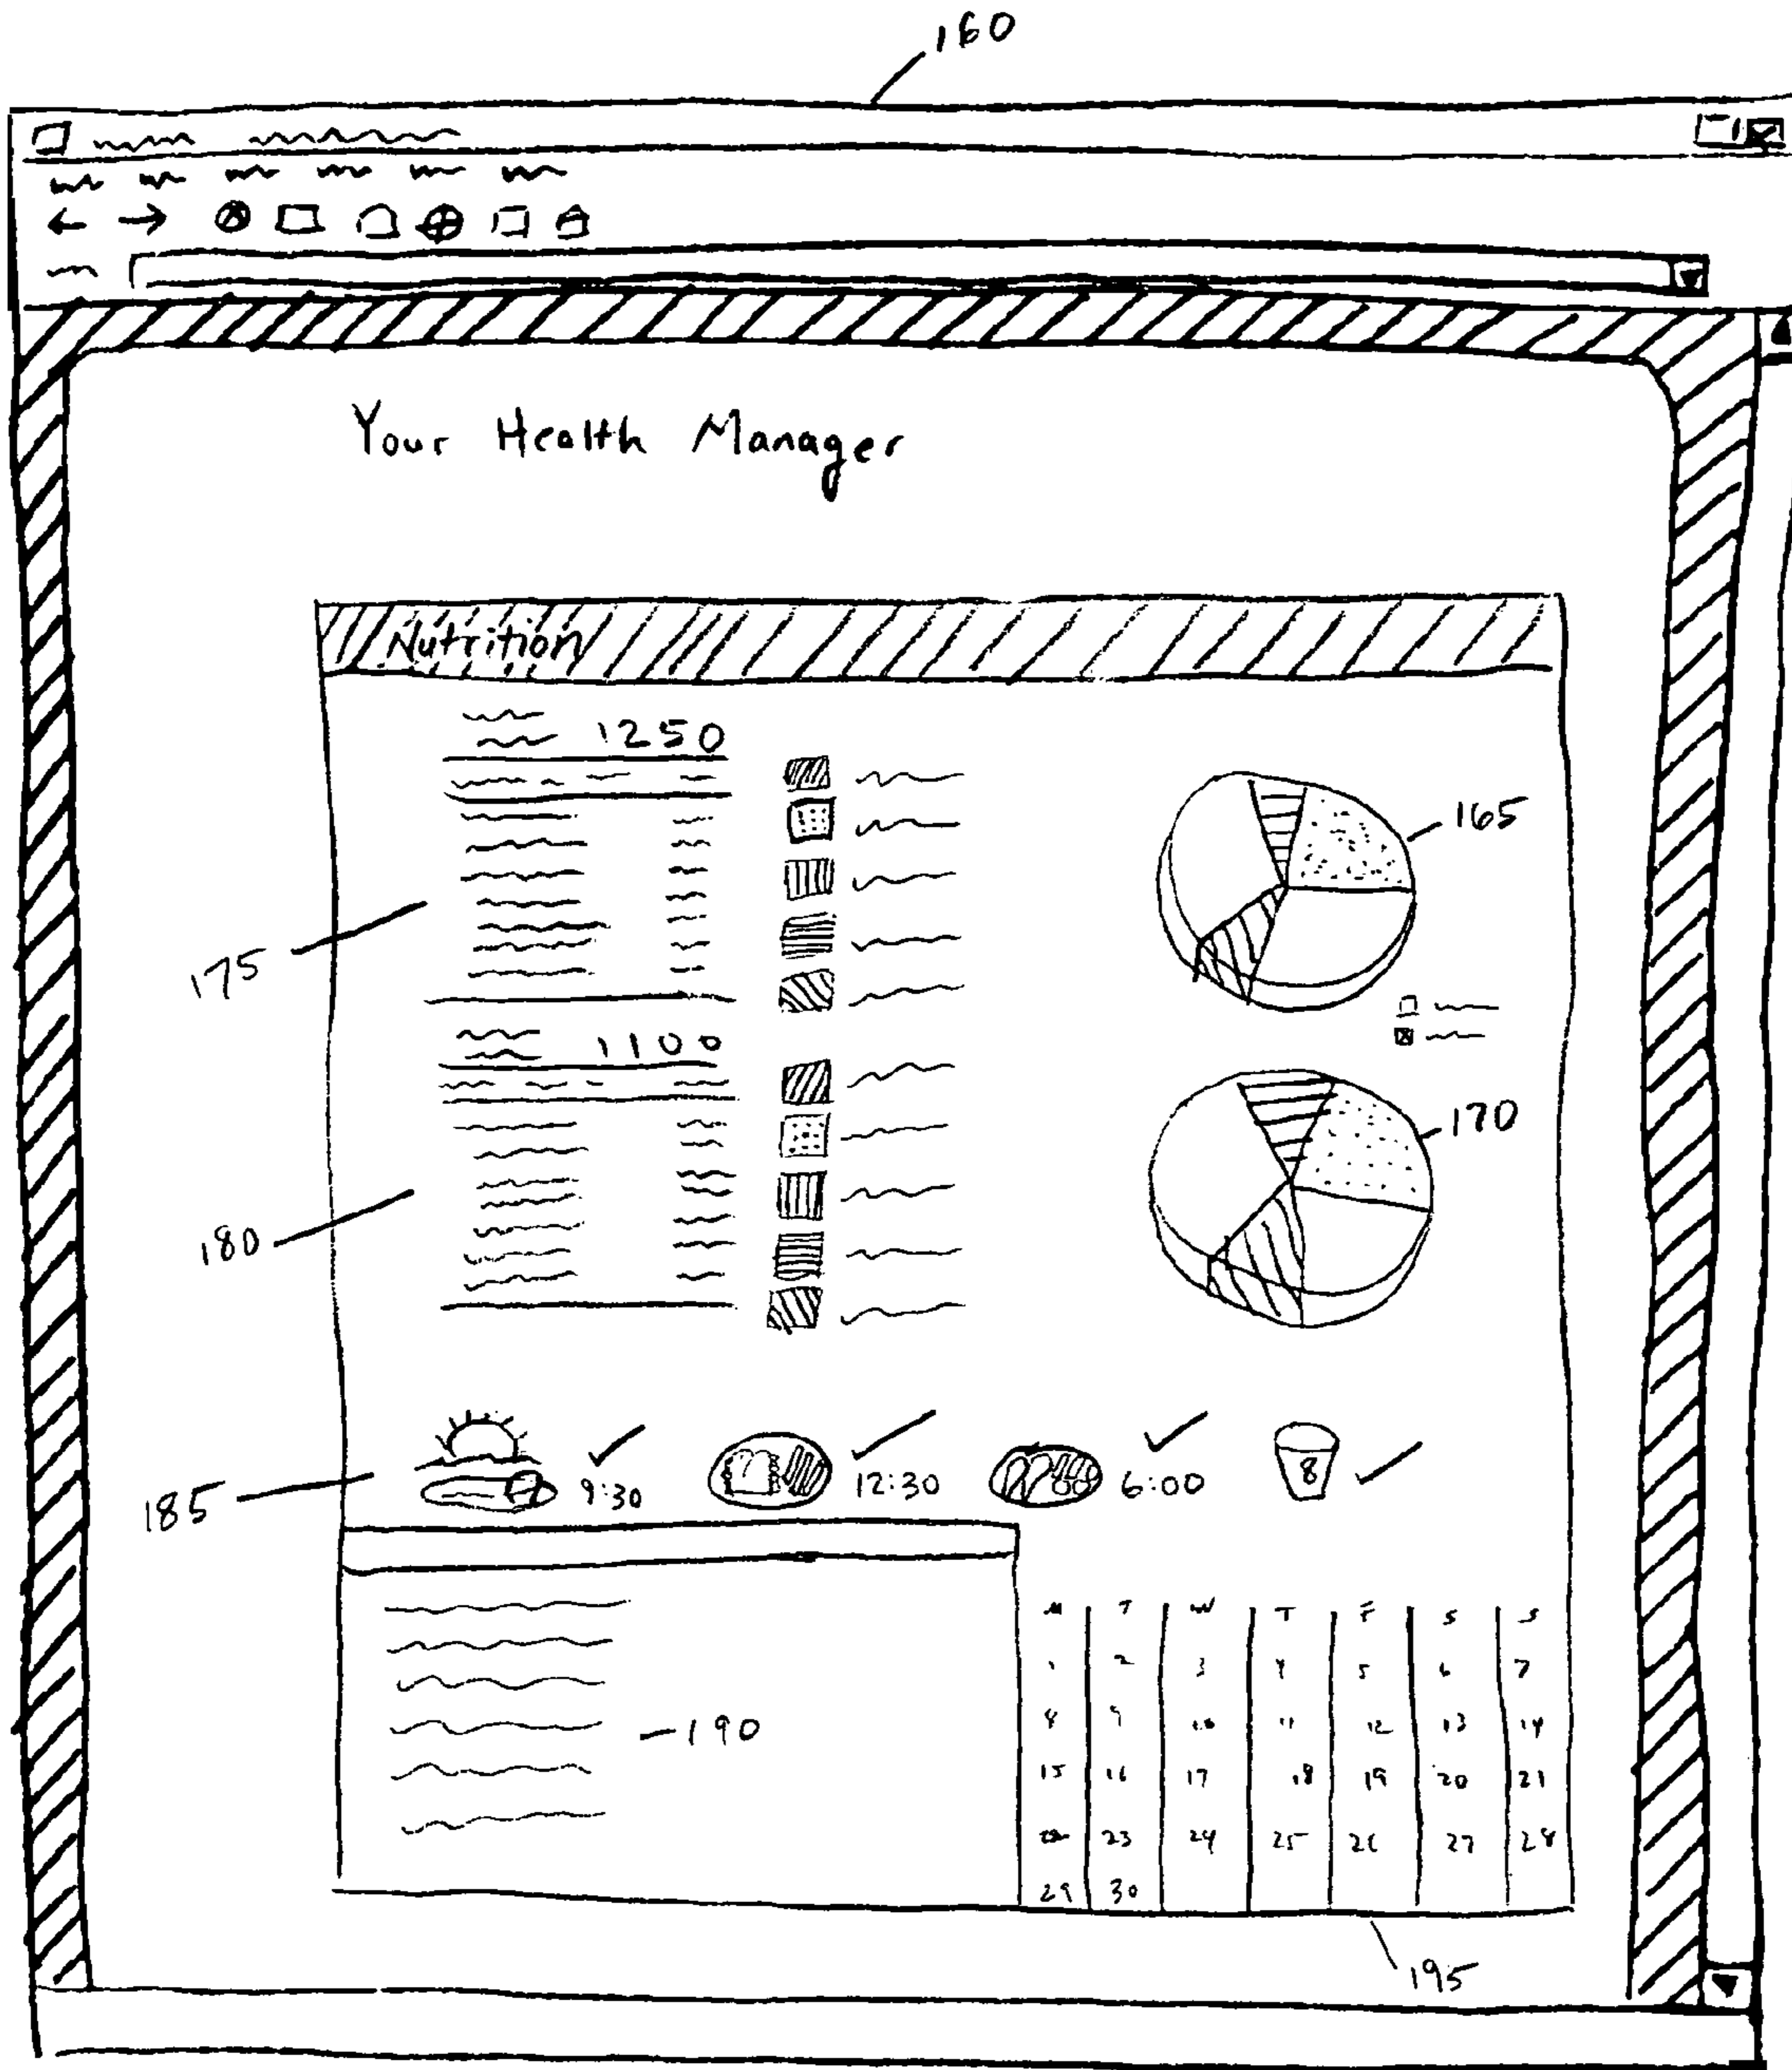 160
Your Health Manager
Nutrition
1250
165
175
1100
170
180
8
9:30 12:30 6:00
185
M T W T F S S
1 2 3 4 5 6 7
8 9 10 11 12 13 14
190
15 16 17 18 19 20 21
22 23 24 25 26 27 28
29 30
195